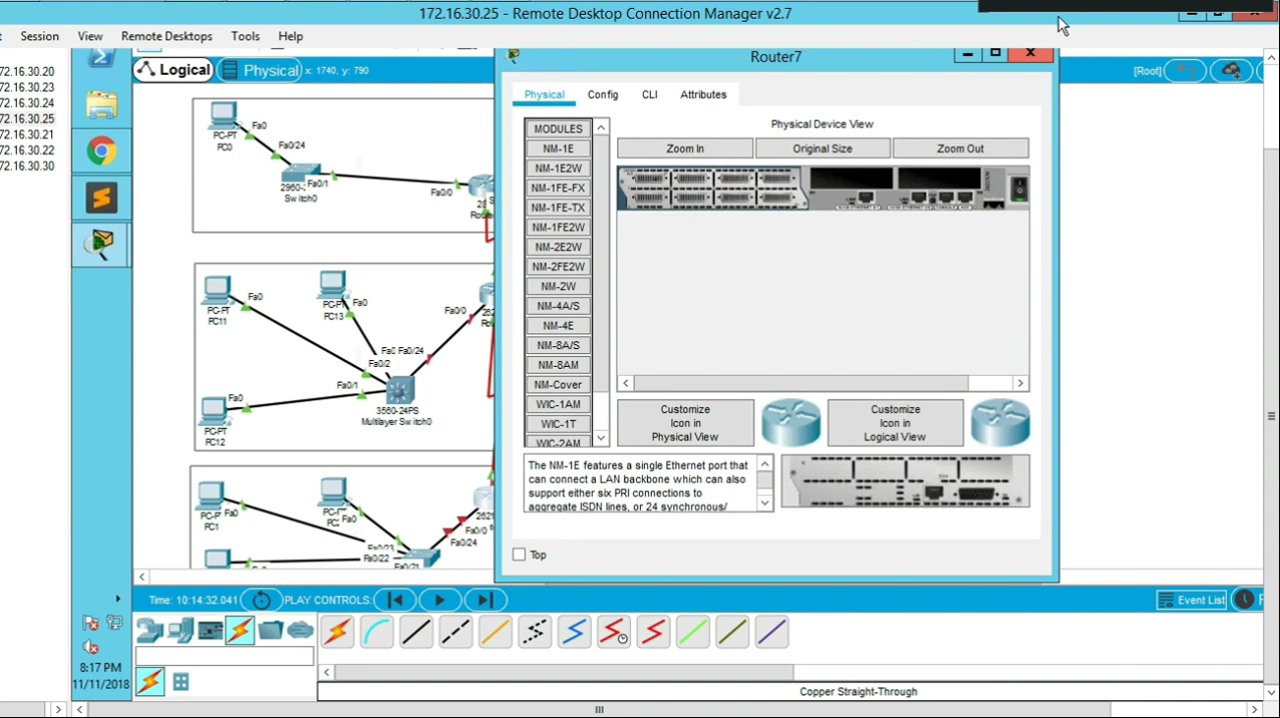 172.16.30.25 - Remote Desktop Connection Manager v2.7
Session View Remote Desktops Tools Help
72.16.30.20
72.16.30.23
72.16.30.24
72.16.30.25
72.16.30.21
72.16.30.22
72.16.30.30
Logical Physical x: 1740, y: 790
[Root]
Fa0
PC-PT
PC0
Fa0/24
2960-
Switch0
Fa0/1
Fa0/0
Fa0
PC-PT
PC11
PC-PT
PC13
Fa0
Fa0/0
Fa0/24
Fa0/2
Fa0/1
Fa0
PC-PT
PC12
3560-24PS
Multilayer Switch0
PC-PT
PC1
Fa0
Fa0
Fa0/0
Fa0/24
Fa0/23
Fa0/22
Fa0/21
Router7
Physical Config CLI Attributes
MODULES
NM-1E
NM-1E2W
NM-1FE-FX
NM-1FE-TX
NM-1FE2W
NM-2E2W
NM-2FE2W
NM-2W
NM-4A/S
NM-4E
NM-8A/S
NM-8AM
NM-Cover
WIC-1AM
WIC-1T
WIC-2AM
Physical Device View
Zoom In Original Size Zoom Out
Customize
Icon in
Physical View
Customize
Icon in
Logical View
The NM-1E features a single Ethernet port that
can connect a LAN backbone which can also
support either six PRI connections to
aggregate ISDN lines, or 24 synchronous/
Top
Time: 10:14:32.041 PLAY CONTROLS:
Event List
8:17 PM
11/11/2018
Copper Straight-Through